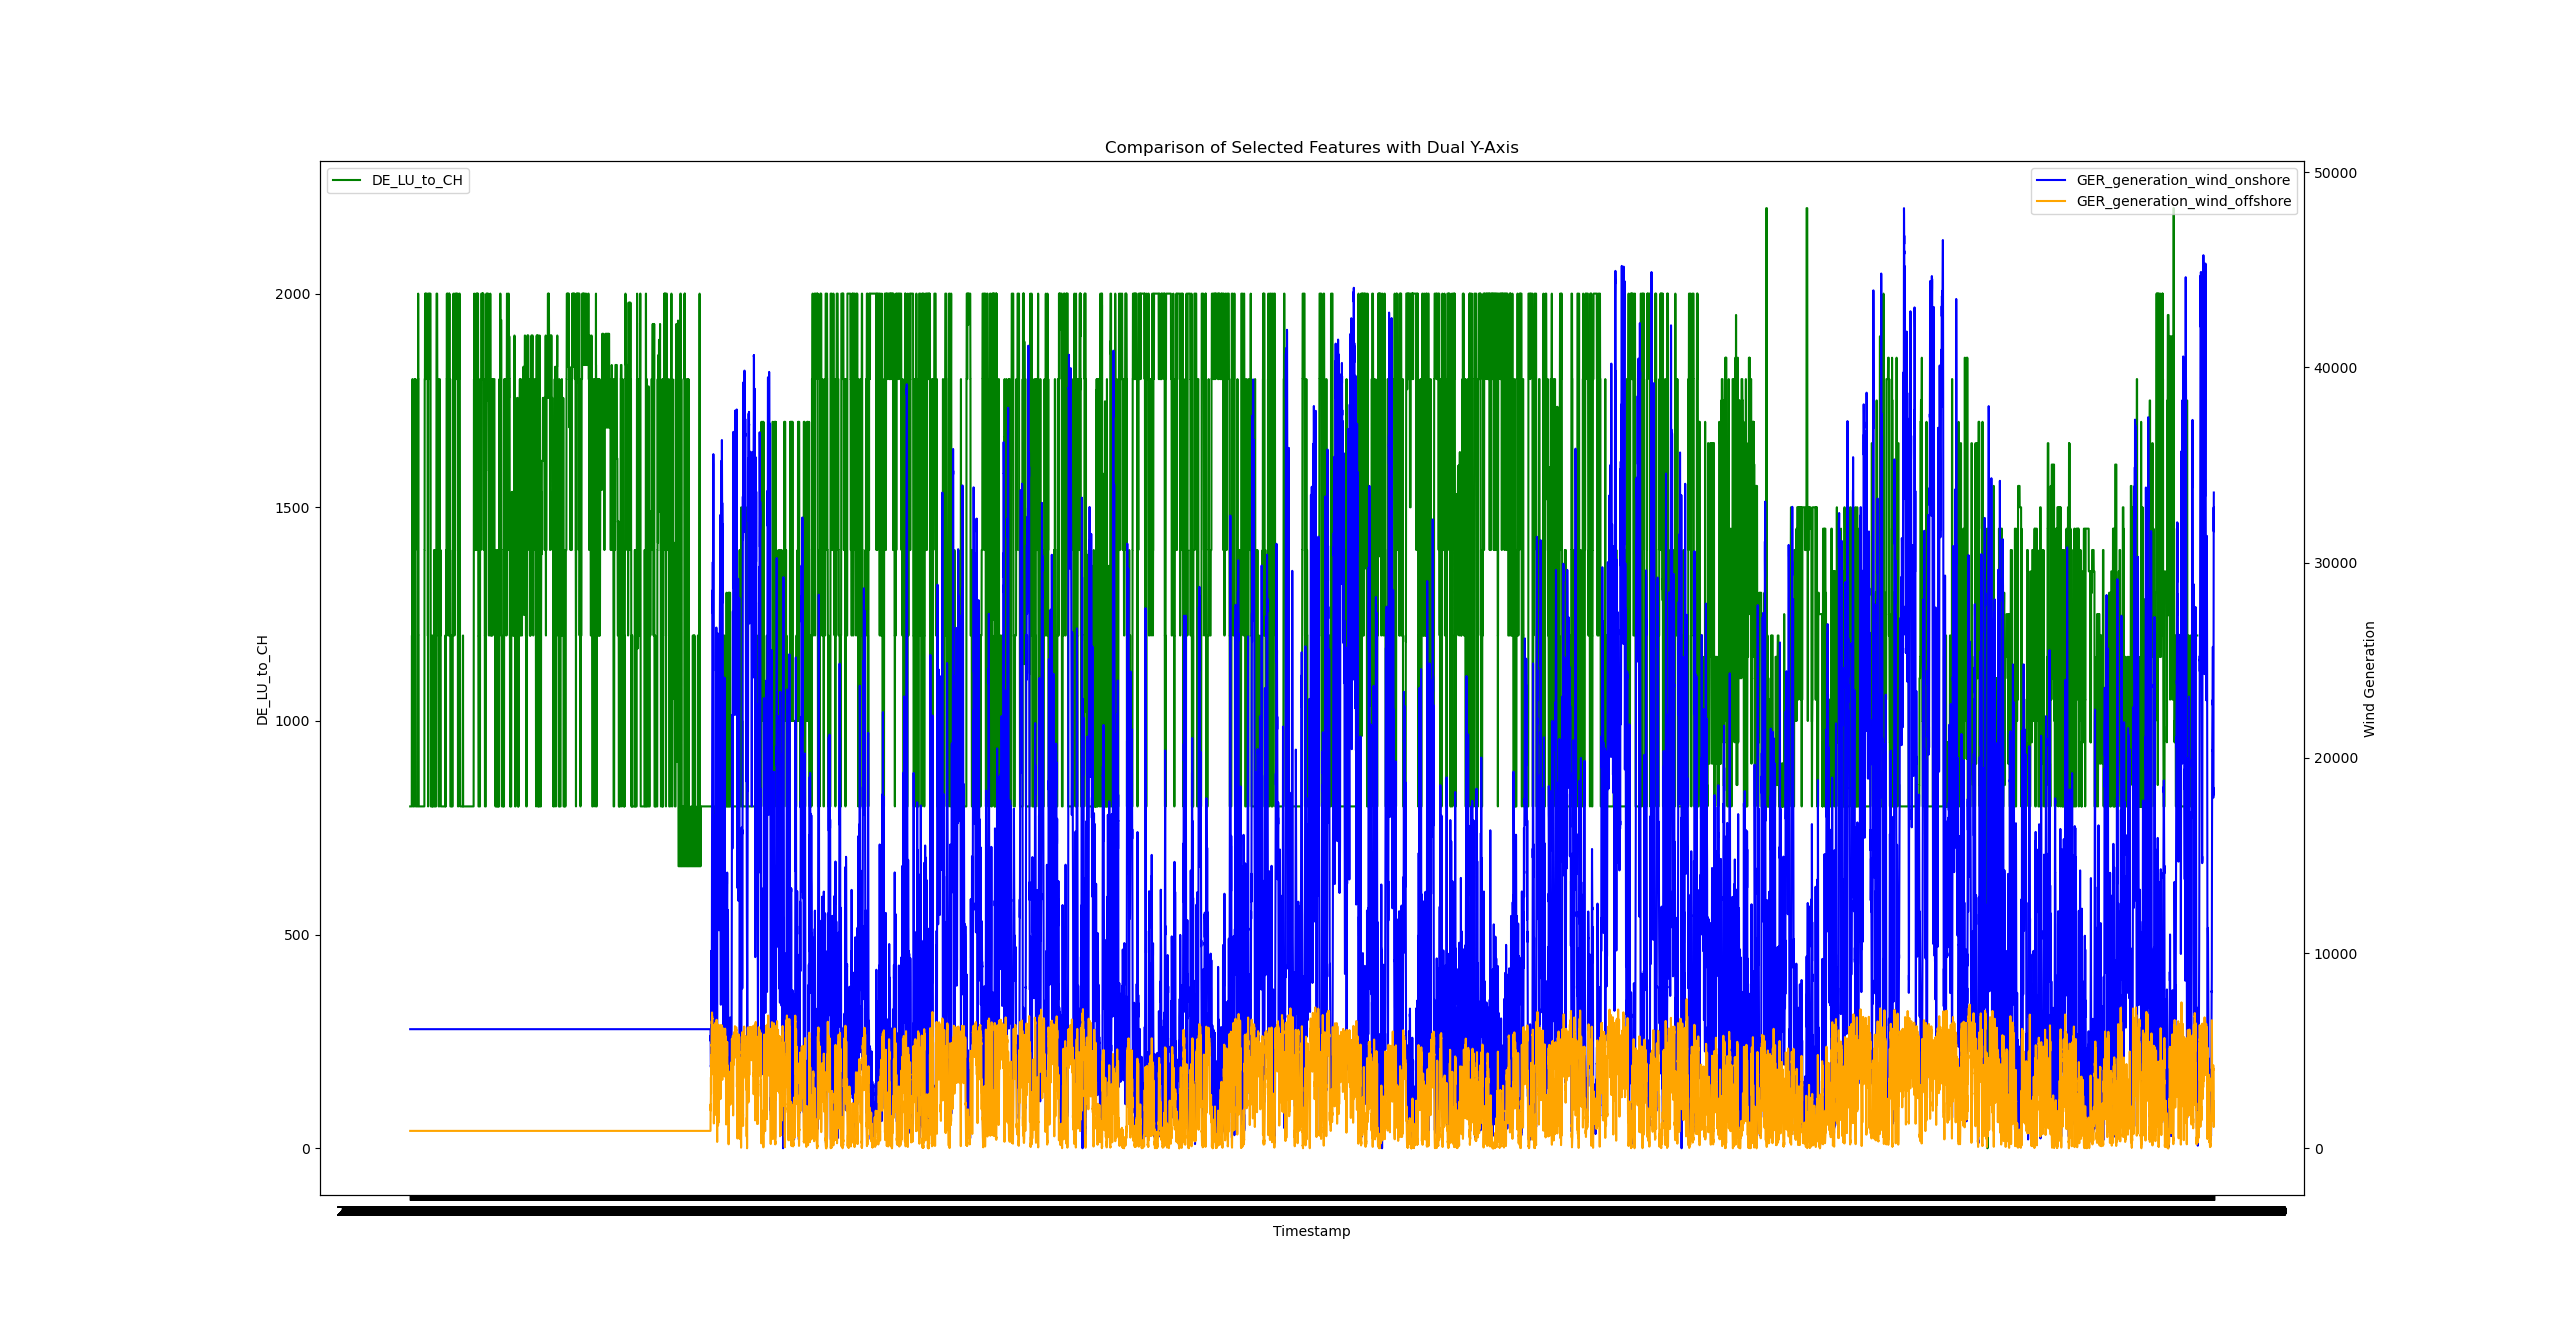 Comparison of Selected Features with Dual Y-Axis
DE_LU_to_CH
GER_generation_wind_onshore
GER_generation_wind_offshore
2000
1500
1000
500
0
DE_LU_to_CH
50000
40000
30000
20000
10000
0
Wind Generation
Timestamp